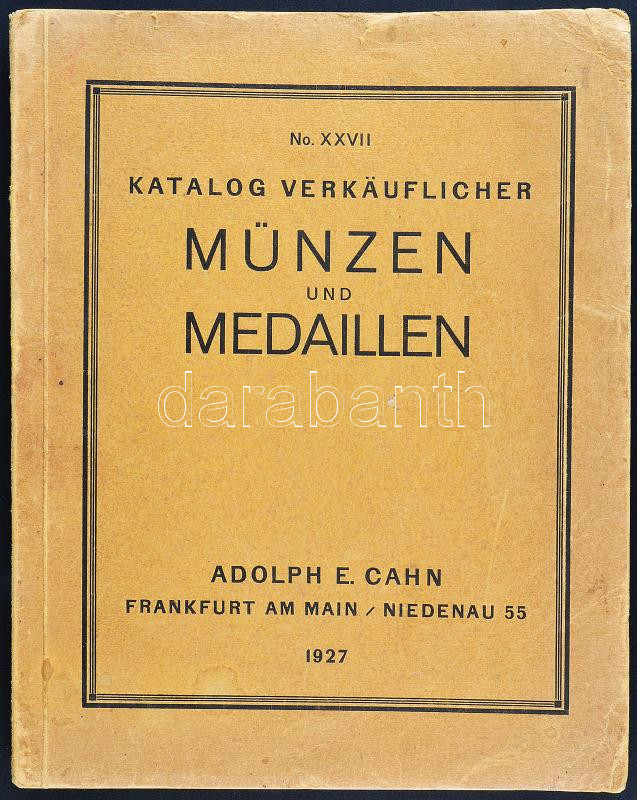 No. XXVII
KATALOG VERKÄUFLICHER
MÜNZEN
UND
MEDAILLEN
darabanth
ADOLPH E. CAHN
FRANKFURT AM MAIN / NIEDENAU 55
1927